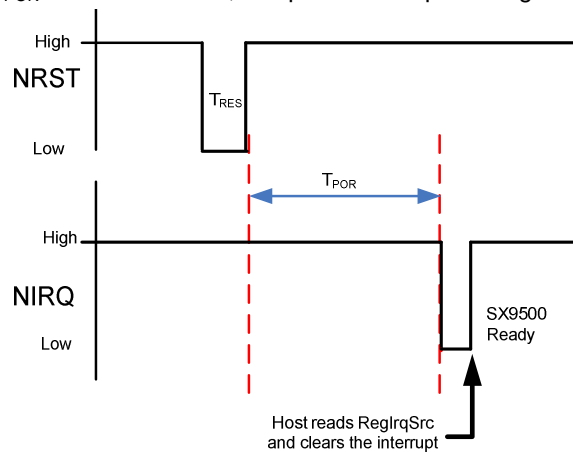 High
NRST
TRES
Low
TPOR
High
NIRQ
SX9500
Ready
Low
Host reads RegIrqSrc
and clears the interrupt